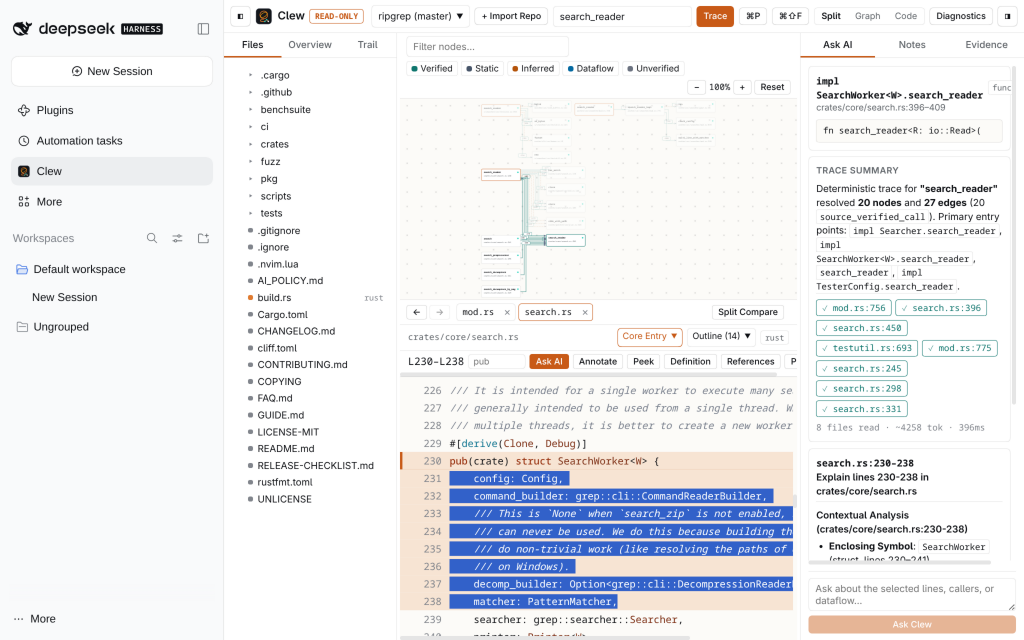 deepseek HARNESS
New Session
Plugins
Automation tasks
Clew
More
Workspaces
Default workspace
New Session
Ungrouped
More
Clew READ-ONLY ripgrep (master) ▼ + Import Repo search_reader Trace ⌘P ⌘⇧F Split Graph Code Diagnostics
Files Overview Trail
.cargo
.github
benchsuite
ci
crates
fuzz
pkg
scripts
tests
.gitignore
.ignore
.nvim.lua
AI_POLICY.md
build.rs rust
Cargo.toml
CHANGELOG.md
cliff.toml
CONTRIBUTING.md
COPYING
FAQ.md
GUIDE.md
LICENSE-MIT
README.md
RELEASE-CHECKLIST.md
rustfmt.toml
UNLICENSE
Filter nodes...
Verified Static Inferred Dataflow Unverified
− 100% + Reset
← → mod.rs × search.rs × Split Compare
crates/core/search.rs Core Entry ▼ Outline (14) ▼ rust
L230–L238 pub Ask AI Annotate Peek Definition References P
226 /// It is intended for a single worker to execute many se
227 /// generally intended to be used from a single thread. W
228 /// multiple threads, it is better to create a new worker
229 #[derive(Clone, Debug)]
230 pub(crate) struct SearchWorker<W> {
231 config: Config,
232 command_builder: grep::cli::CommandReaderBuilder,
233 /// This is `None` when `search_zip` is not enabled,
234 /// can never be used. We do this because building th
235 /// do non-trivial work (like resolving the paths of
236 /// on Windows).
237 decomp_builder: Option<grep::cli::DecompressionReader
238 matcher: PatternMatcher,
239 searcher: grep::searcher::Searcher,
240 printer: Printer<W>,
Ask AI Notes Evidence
impl
SearchWorker<W>.search_reader func
crates/core/search.rs:396–409
fn search_reader<R: io::Read>(
TRACE SUMMARY
Deterministic trace for "search_reader"
resolved 20 nodes and 27 edges (20
source_verified_call ). Primary entry
points: impl Searcher.search_reader ,
impl
SearchWorker<W>.search_reader ,
search_reader , impl
TesterConfig.search_reader .
✓ mod.rs:756 ✓ search.rs:396
✓ search.rs:450
✓ testutil.rs:693 ✓ mod.rs:775
✓ search.rs:245
✓ search.rs:298
✓ search.rs:331
8 files read · ~4258 tok · 396ms
search.rs:230-238
Explain lines 230-238 in
crates/core/search.rs
Contextual Analysis
(crates/core/search.rs:230–238)
• Enclosing Symbol: SearchWorker
(struct, lines 230–241)
Ask about the selected lines, callers, or
dataflow...
Ask Clew